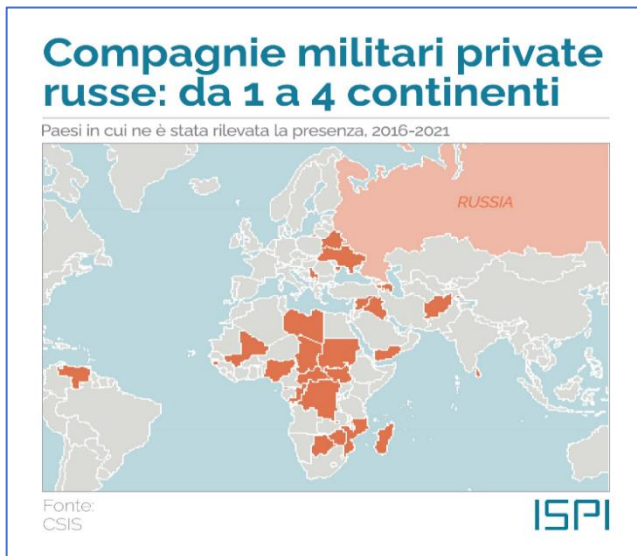 Compagnie militari private
russe: da 1 a 4 continenti
Paesi in cui ne è stata rilevata la presenza, 2016-2021
RUSSIA
Fonte:
CSIS
ISPI